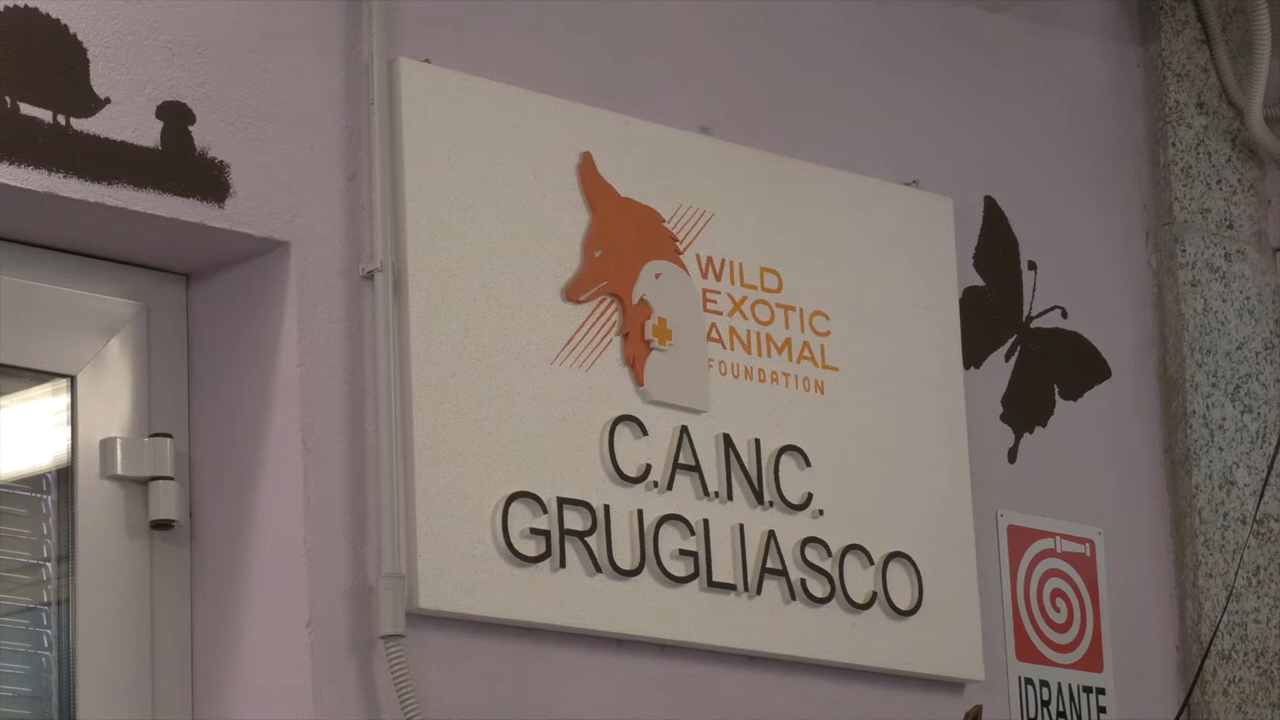 WILD
EXOTIC
ANIMAL
FOUNDATION
C.A.N.C.
GRUGLIASCO
IDRANTE